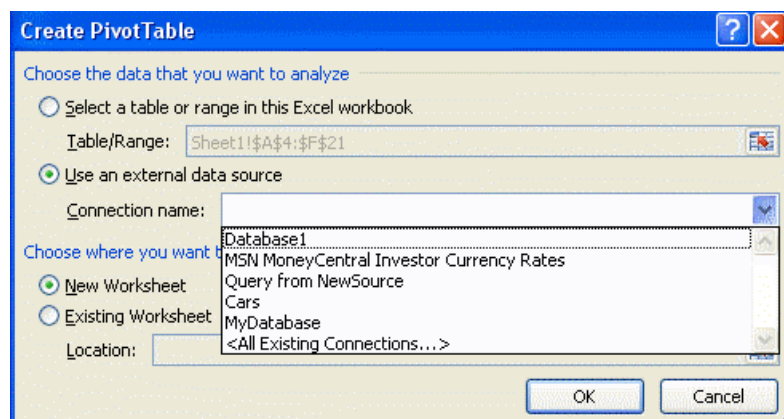 Create PivotTable
Choose the data that you want to analyze
Select a table or range in this Excel workbook
Table/Range: Sheet1!$A$4:$F$21
Use an external data source
Connection name:
Database1
Choose where you want
MSN MoneyCentral Investor Currency Rates
New Worksheet
Query from NewSource
Cars
Existing Worksheet
MyDatabase
Location:
<All Existing Connections...>
OK Cancel